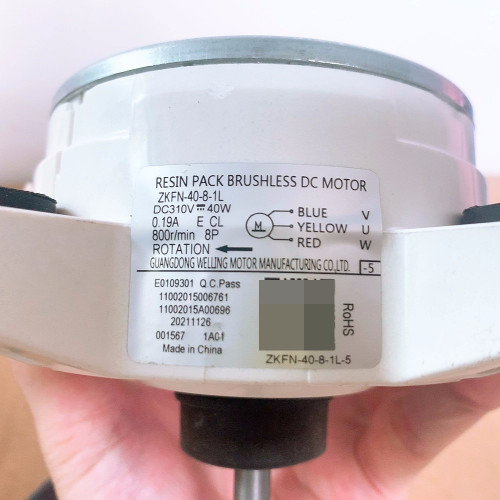 RESIN PACK BRUSHLESS DC MOTOR
ZKFN-40-8-1L
DC310V⎓40W
0.19A E CL
800r/min 8P
ROTATION ←
M
BLUE V
YELLOW U
RED W
GUANGDONG WELLING MOTOR MANUFACTURING CO.,LTD. -5
E0109301 Q.C.Pass
11002015006761
11002015A00696
20211126
001567 1A01
Made in China
RoHS
ZKFN-40-8-1L-5